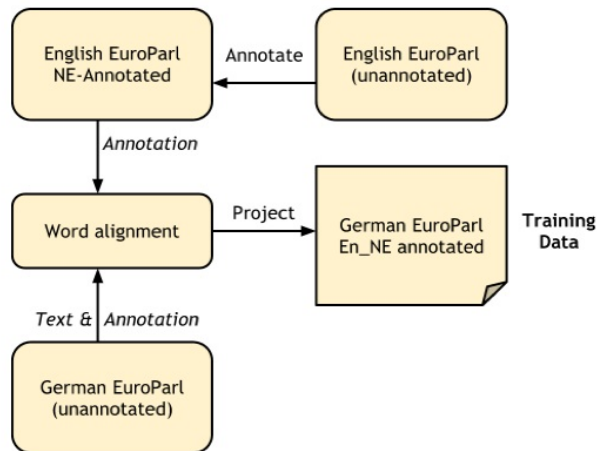 English EuroParl
NE-Annotated
Annotate
English EuroParl
(unannotated)
Annotation
Word alignment
Project
German EuroParl
En_NE annotated
Training
Data
Text & Annotation
German EuroParl
(unannotated)